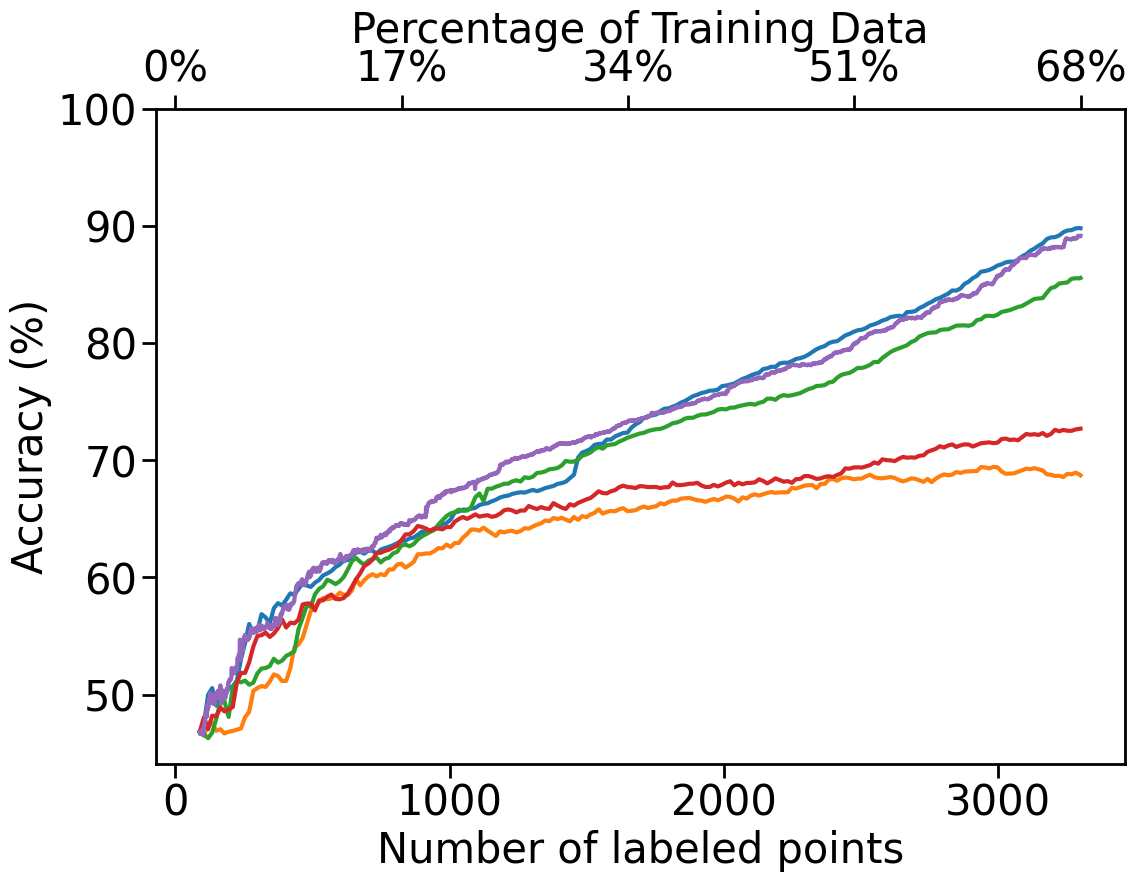 Percentage of Training Data
0% 17% 34% 51% 68%
100
90
80
70
60
50
Accuracy (%)
0 1000 2000 3000
Number of labeled points